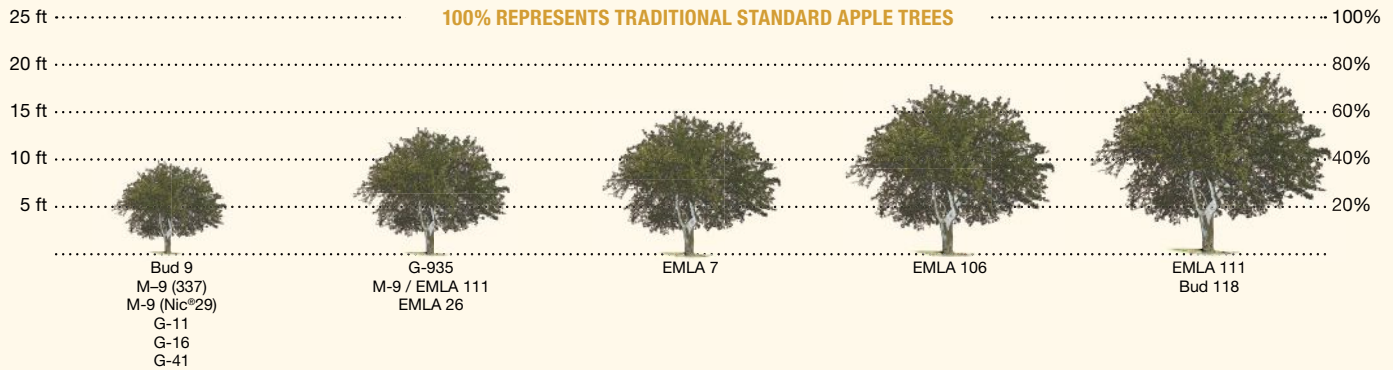 25 ft 100% REPRESENTS TRADITIONAL STANDARD APPLE TREES 100%
20 ft 80%
15 ft 60%
10 ft 40%
5 ft 20%
Bud 9
M–9 (337)
M-9 (Nic®29)
G-11
G-16
G-41
G-935
M-9 / EMLA 111
EMLA 26
EMLA 7
EMLA 106
EMLA 111
Bud 118